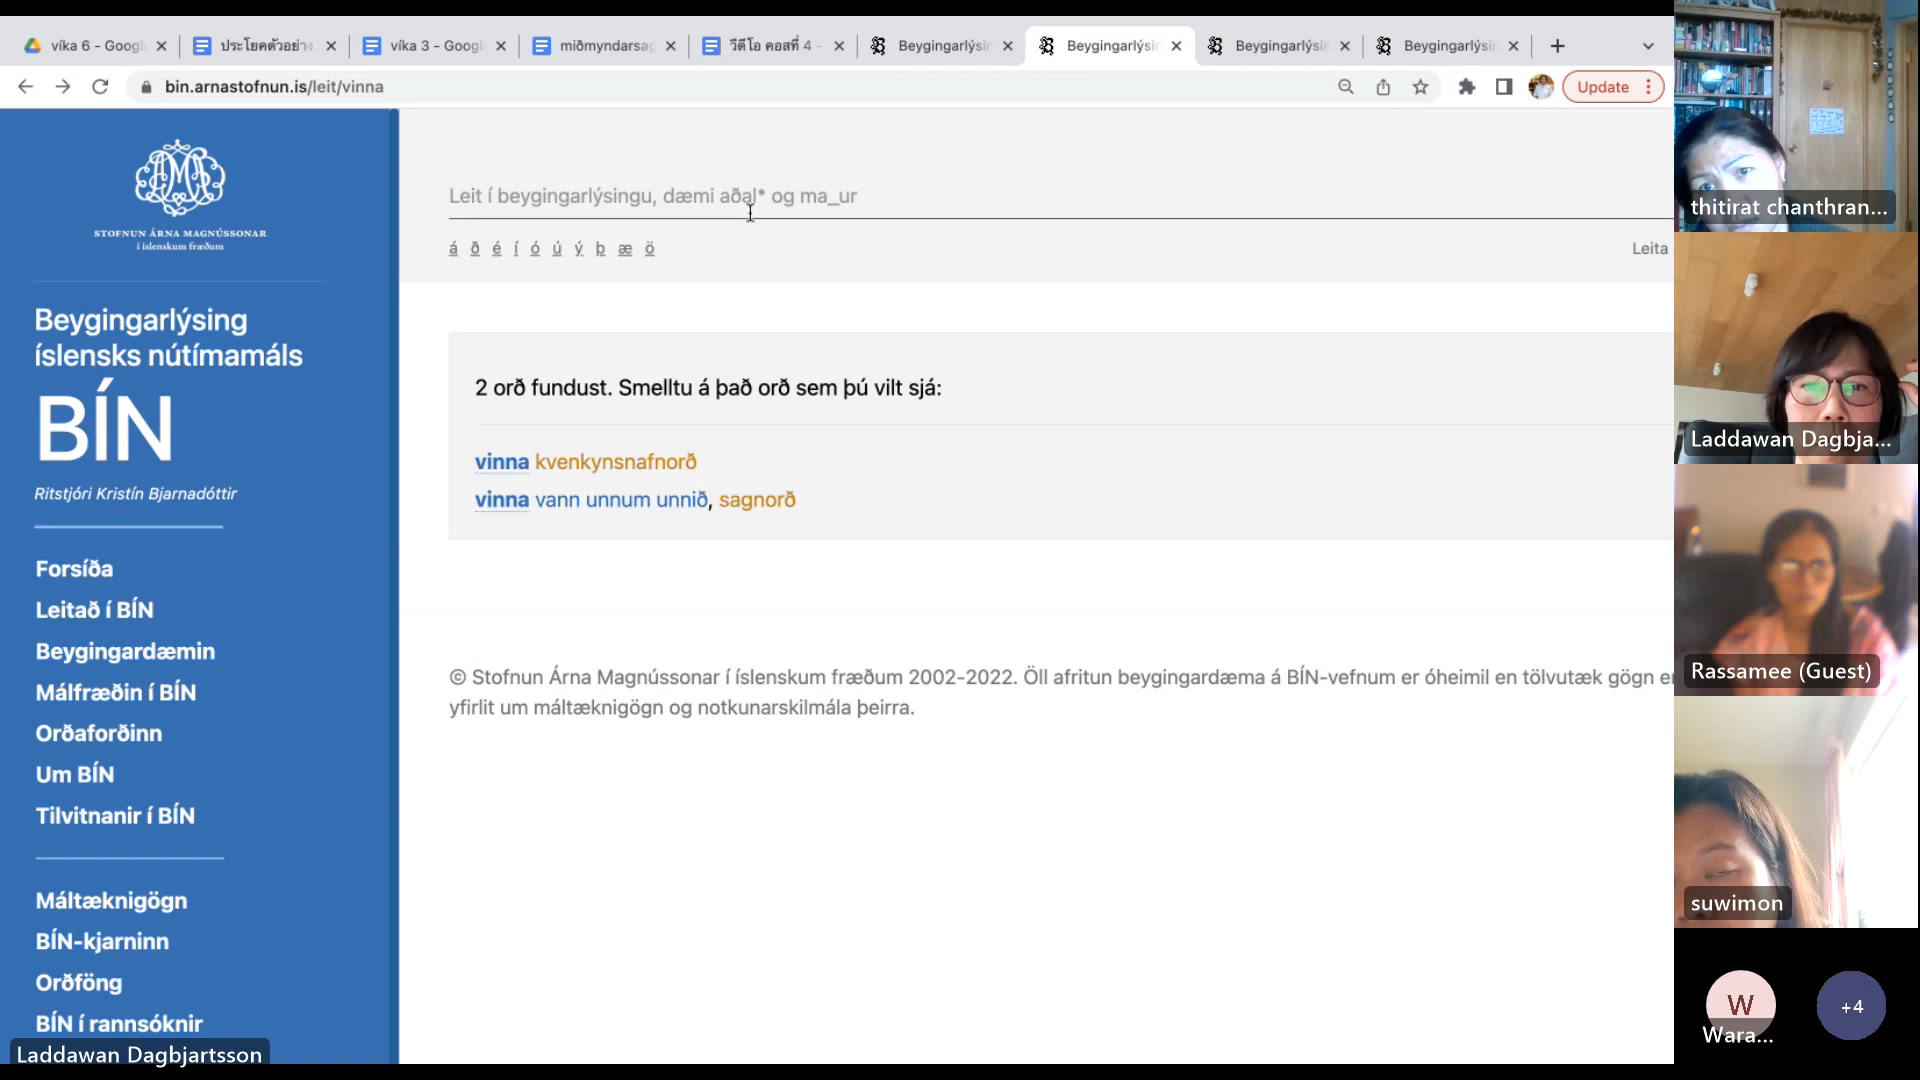 víka 6 - Googl
ประโยคตัวอย่าง
víka 3 - Googl
miðmyndarsag
วีดีโอ คอสที่ 4 -
Beygingarlýsin
Beygingarlýsin
Beygingarlýsin
Beygingarlýsin
bin.arnastofnun.is/leit/vinna
Update
STOFNUN ÁRNA MAGNÚSSONAR
í íslenskum fræðum
Beygingarlýsing
íslensks nútímamáls
BÍN
Ritstjóri Kristín Bjarnadóttir
Forsíða
Leitað í BÍN
Beygingardæmin
Málfræðin í BÍN
Orðaforðinn
Um BÍN
Tilvitnanir í BÍN
Máltæknigögn
BÍN-kjarninn
Orðföng
BÍN í rannsóknir
Laddawan Dagbjartsson
Leit í beygingarlýsingu, dæmi aðal* og ma_ur
á ð é í ó ú ý þ æ ö
Leita
2 orð fundust. Smelltu á það orð sem þú vilt sjá:
vinna kvenkynsnafnorð
vinna vann unnum unnið, sagnorð
© Stofnun Árna Magnússonar í íslenskum fræðum 2002-2022. Öll afritun beygingardæma á BÍN-vefnum er óheimil en tölvutæk gögn er
yfirlit um máltæknigögn og notkunarskilmála þeirra.
thitirat chanthran...
Laddawan Dagbja...
Rassamee (Guest)
suwimon
W
Wara...
+4